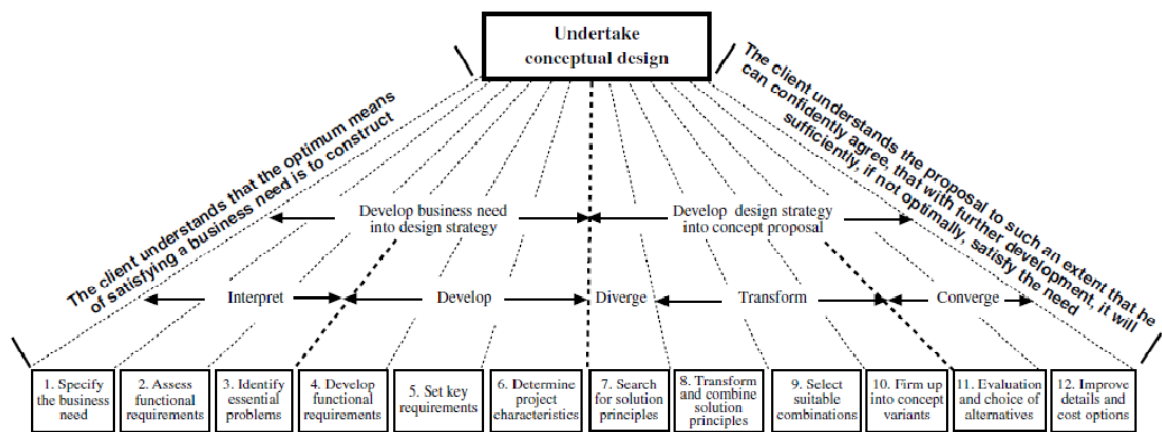 Undertake
conceptual design
The client understands that the optimum means
of satisfying a business need is to construct
The client understands the proposal to such an extent that he
can confidently agree, that with further development, it will
sufficiently, if not optimally, satisfy the need
Develop business need
into design strategy
Develop design strategy
into concept proposal
Interpret
Develop
Diverge
Transform
Converge
1. Specify
the business
need
2. Assess
functional
requirements
3. Identify
essential
problems
4. Develop
functional
requirements
5. Set key
requirements
6. Determine
project
characteristics
7. Search
for solution
principles
8. Transform
and combine
solution
principles
9. Select
suitable
combinations
10. Firm up
into concept
variants
11. Evaluation
and choice of
alternatives
12. Improve
details and
cost options